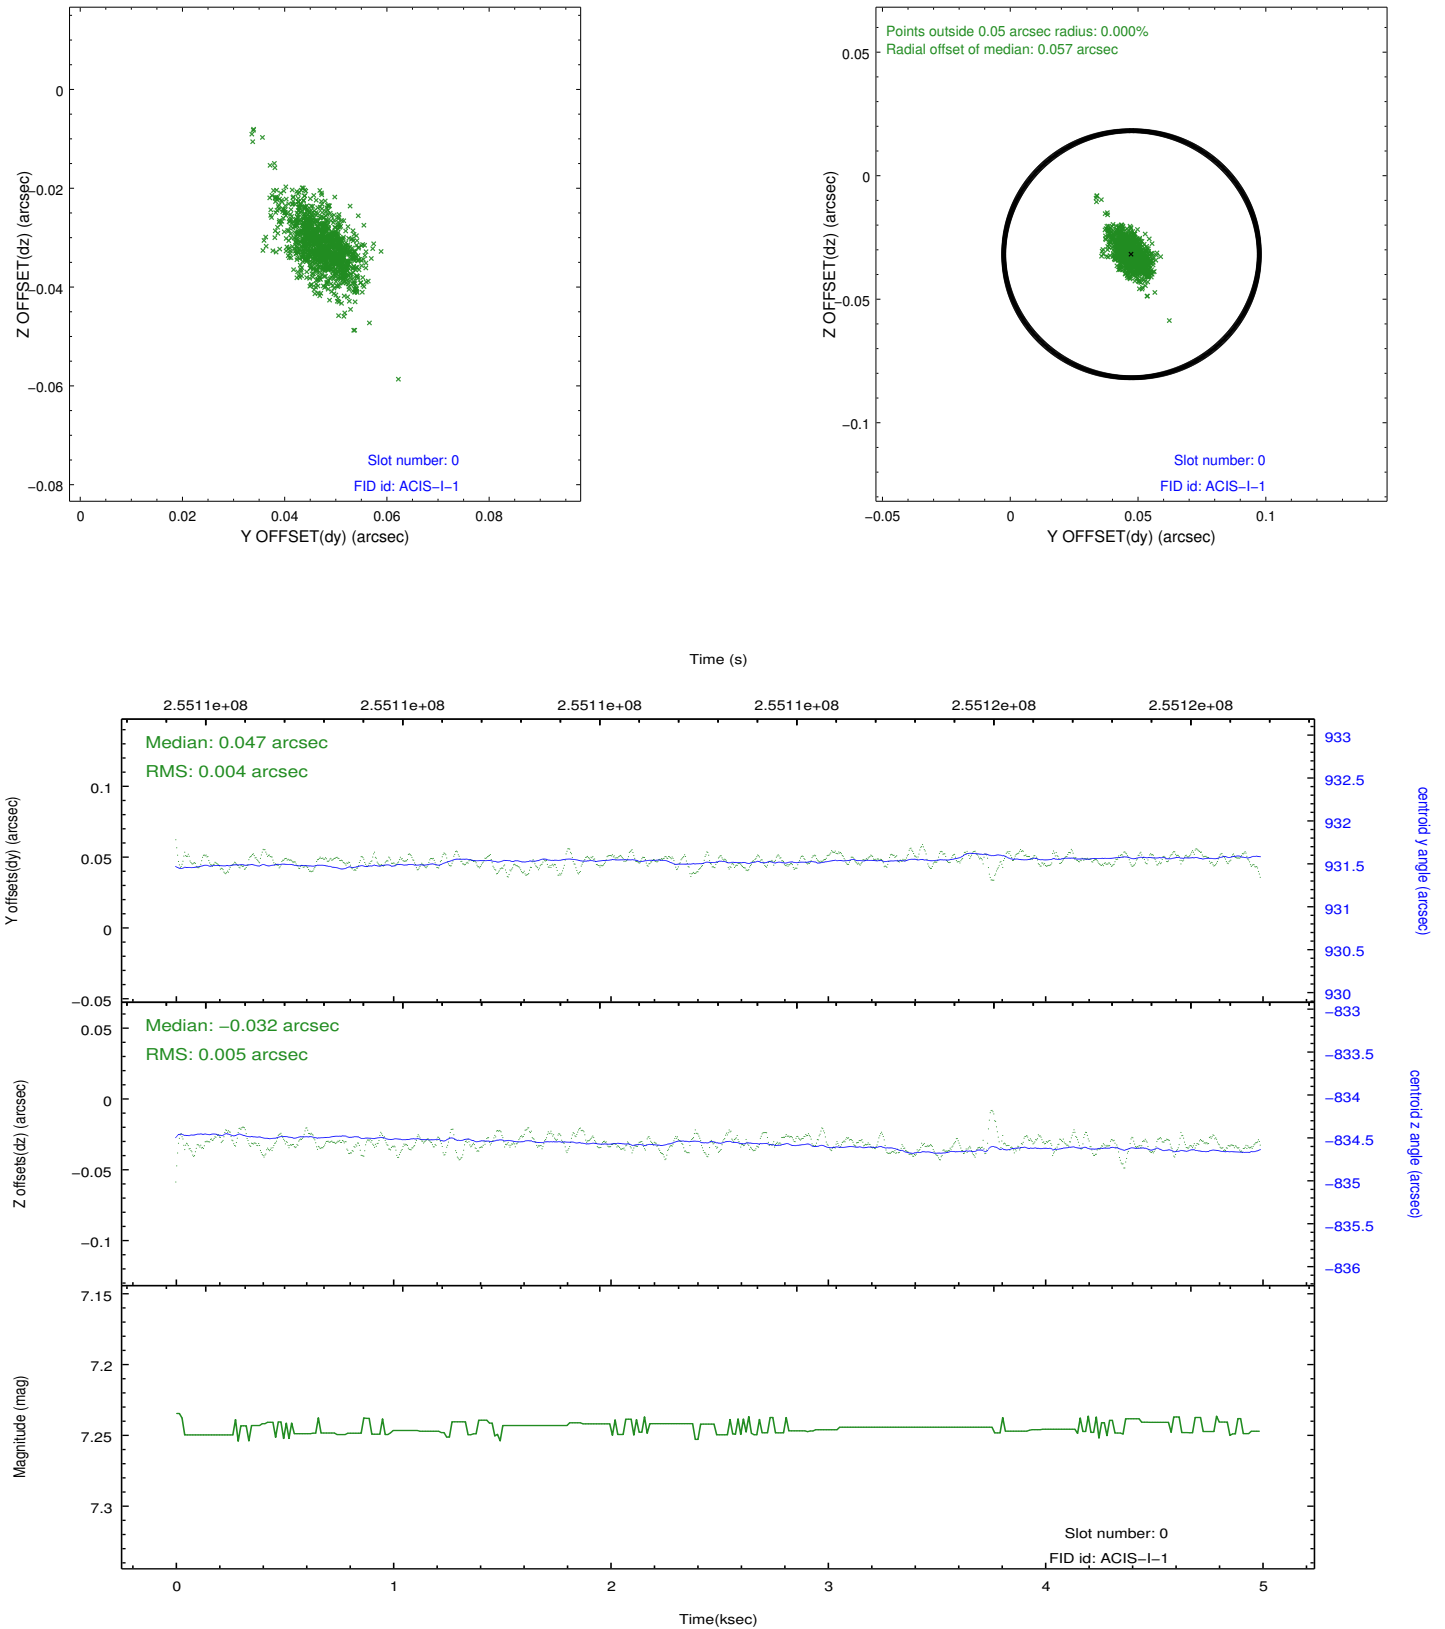 0
−0.02
−0.04
−0.06
−0.08
Z OFFSET(dz) (arcsec)
Slot number: 0
FID id: ACIS−I−1
0 0.02 0.04 0.06 0.08
Y OFFSET(dy) (arcsec)
Points outside 0.05 arcsec radius: 0.000%
Radial offset of median: 0.057 arcsec
0.05
0
−0.05
−0.1
Z OFFSET(dz) (arcsec)
Slot number: 0
FID id: ACIS−I−1
−0.05 0 0.05 0.1
Y OFFSET(dy) (arcsec)
Time (s)
2.5511e+08 2.5511e+08 2.5511e+08 2.5511e+08 2.5512e+08 2.5512e+08
Median: 0.047 arcsec
RMS: 0.004 arcsec
0.1
0.05
0
−0.05
Y offsets(dy) (arcsec)
933
932.5
932
931.5
931
930.5
930
centroid y angle (arcsec)
Median: −0.032 arcsec
RMS: 0.005 arcsec
0.05
0
−0.05
−0.1
Z offsets(dz) (arcsec)
−833
−833.5
−834
−834.5
−835
−835.5
−836
centroid z angle (arcsec)
7.15
7.2
7.25
7.3
Magnitude (mag)
Slot number: 0
FID id: ACIS−I−1
0 1 2 3 4 5
Time(ksec)